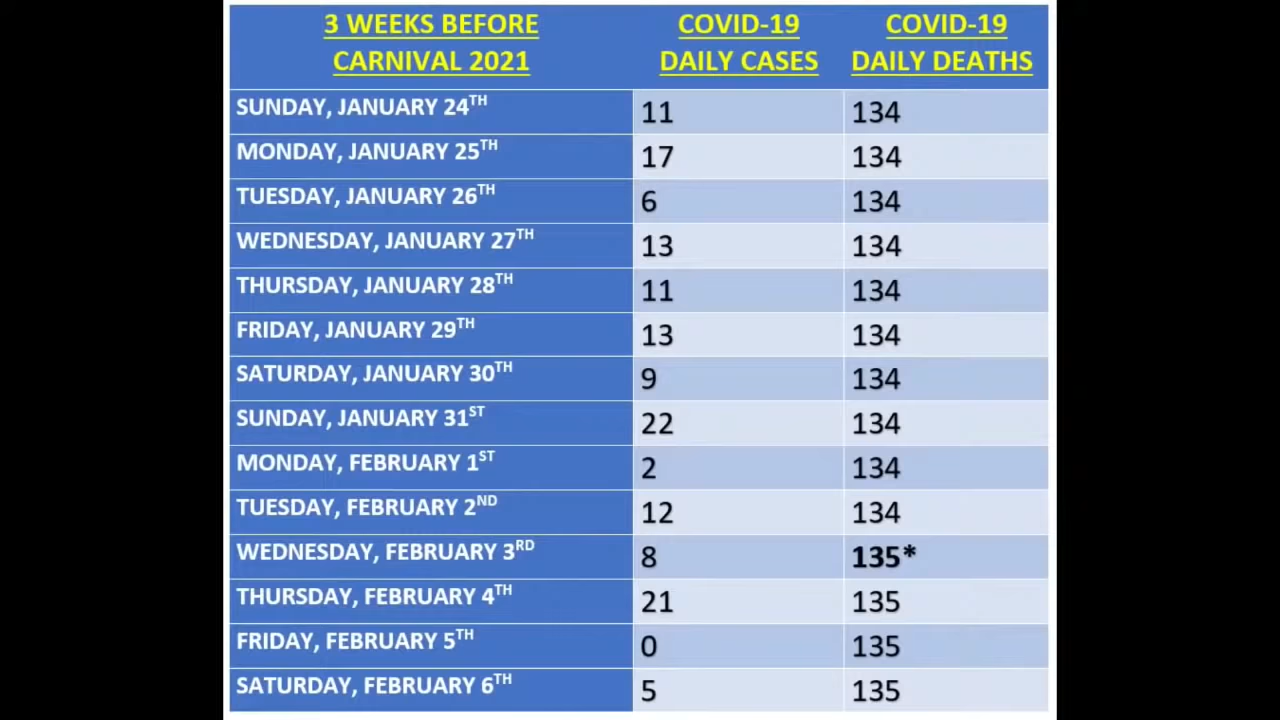 3 WEEKS BEFORE CARNIVAL 2021 COVID-19 DAILY CASES COVID-19 DAILY DEATHS
SUNDAY, JANUARY 24TH 11 134
MONDAY, JANUARY 25TH 17 134
TUESDAY, JANUARY 26TH 6 134
WEDNESDAY, JANUARY 27TH 13 134
THURSDAY, JANUARY 28TH 11 134
FRIDAY, JANUARY 29TH 13 134
SATURDAY, JANUARY 30TH 9 134
SUNDAY, JANUARY 31ST 22 134
MONDAY, FEBRUARY 1ST 2 134
TUESDAY, FEBRUARY 2ND 12 134
WEDNESDAY, FEBRUARY 3RD 8 135*
THURSDAY, FEBRUARY 4TH 21 135
FRIDAY, FEBRUARY 5TH 0 135
SATURDAY, FEBRUARY 6TH 5 135